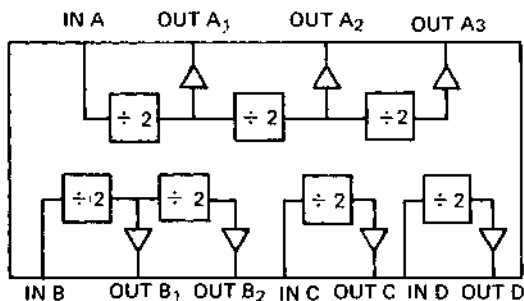 IN A OUT A1 OUT A2 OUT A3
÷ 2 ÷ 2 ÷ 2
÷ 2 ÷ 2 ÷ 2 ÷ 2
IN B OUT B1 OUT B2 IN C OUT C IN D OUT D